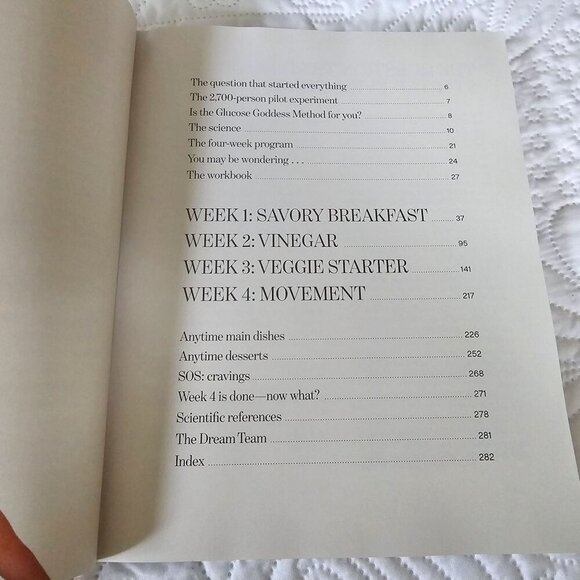 The question that started everything 6
The 2,700-person pilot experiment 7
Is the Glucose Goddess Method for you? 8
The science 10
The four-week program 21
You may be wondering . . . 24
The workbook 27
WEEK 1: SAVORY BREAKFAST 37
WEEK 2: VINEGAR 95
WEEK 3: VEGGIE STARTER 141
WEEK 4: MOVEMENT 217
Anytime main dishes 226
Anytime desserts 252
SOS: cravings 268
Week 4 is done—now what? 271
Scientific references 278
The Dream Team 281
Index 282